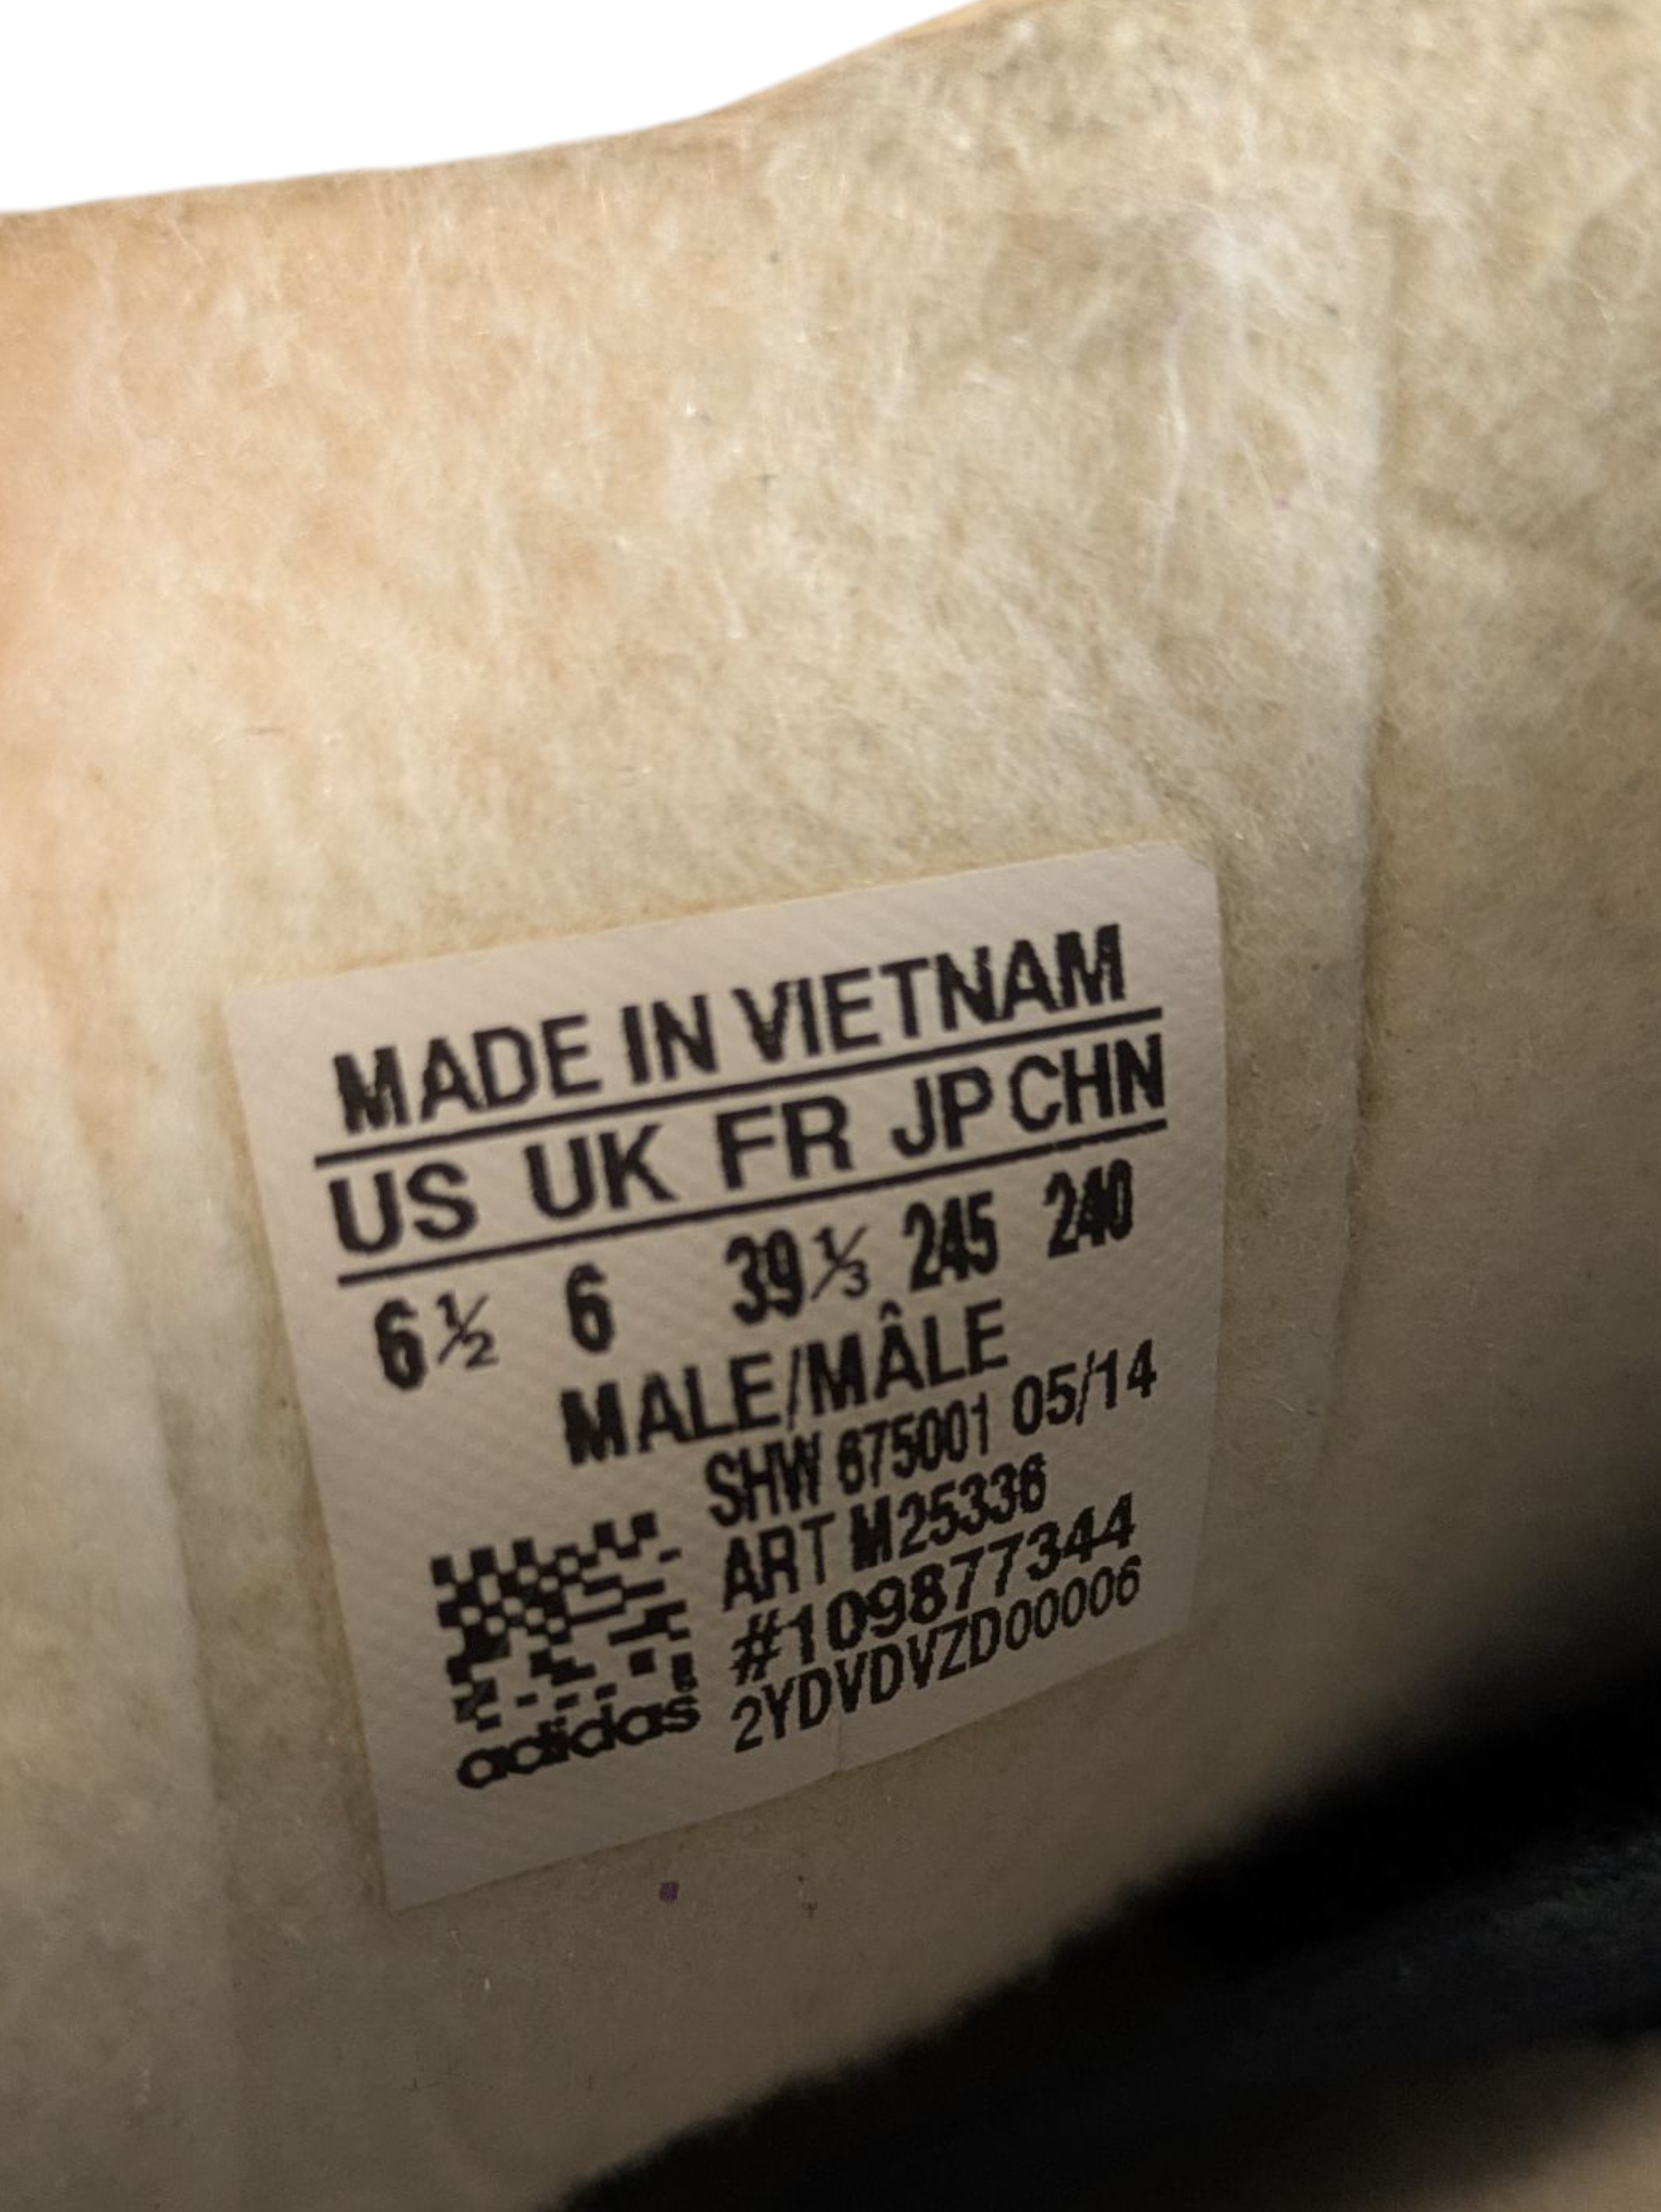 MADE IN VIETNAM
US UK FR JP CHN
6½ 6 39⅓ 245 240
MALE/MÂLE
SHW 675001 05/14
ART M25336
#109877344
2YDVDVZD00006
adidas